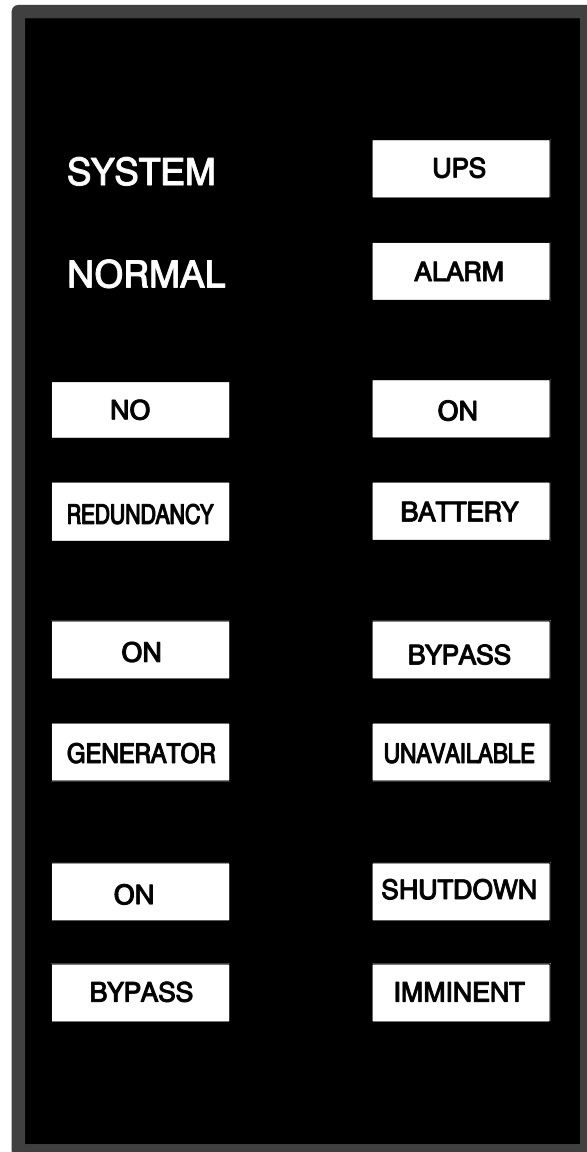 SYSTEM
NORMAL
UPS
ALARM
NO
REDUNDANCY
ON
BATTERY
ON
GENERATOR
BYPASS
UNAVAILABLE
ON
BYPASS
SHUTDOWN
IMMINENT